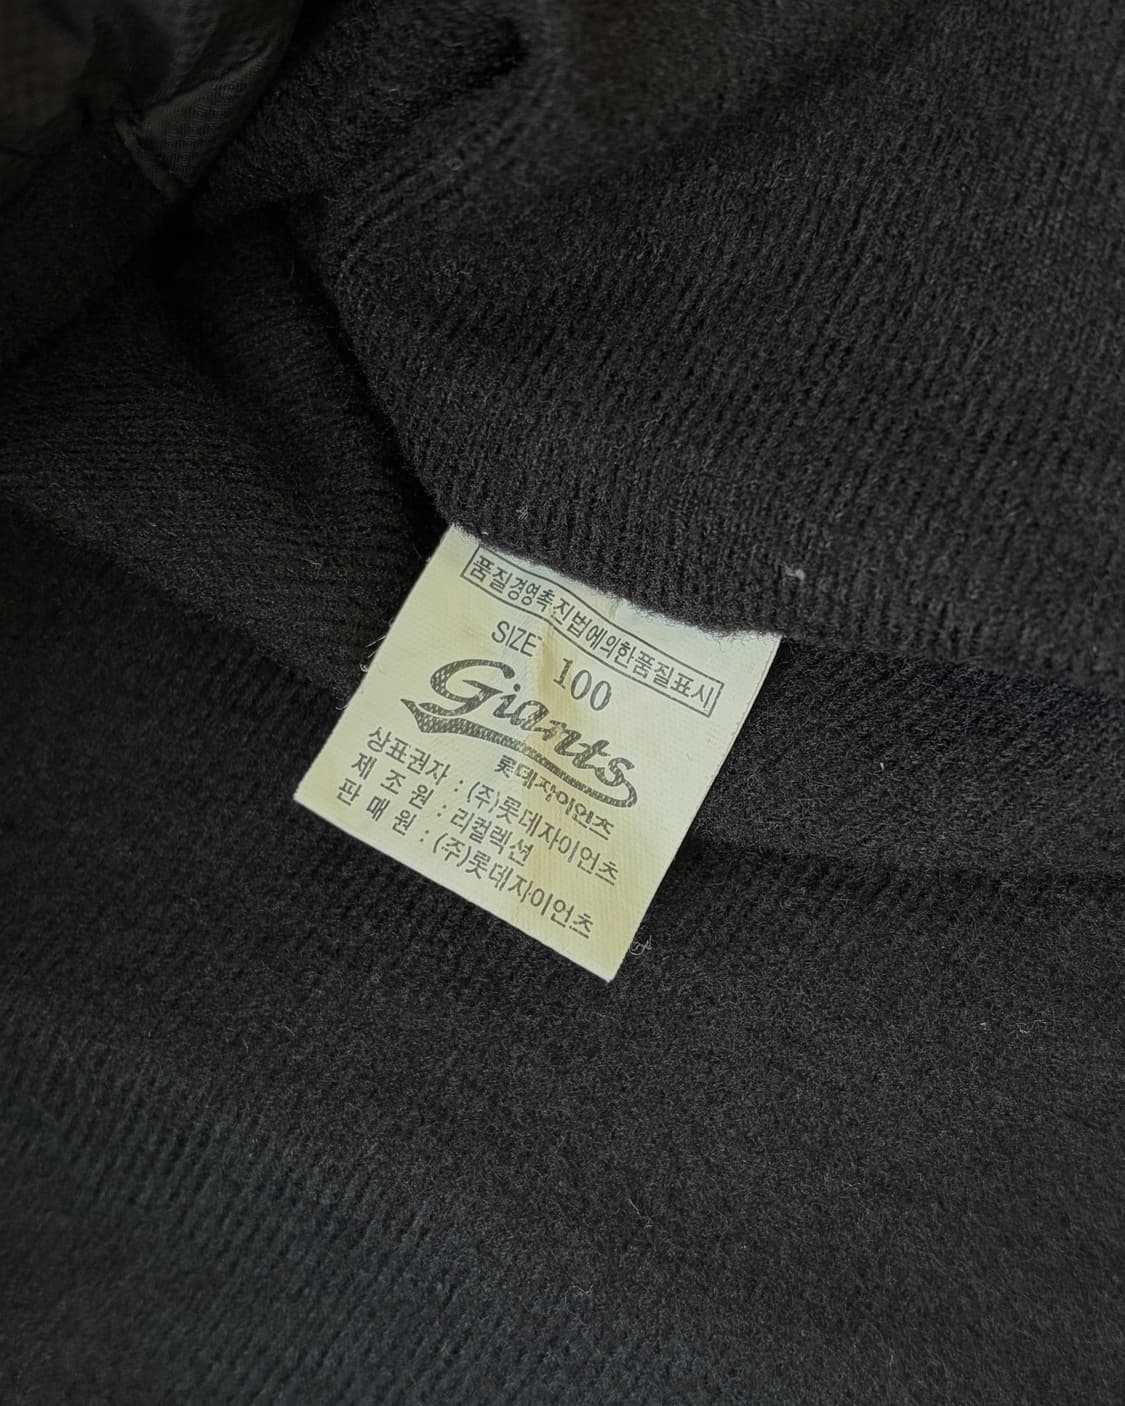 품질경영촉진법에의한품질표시
SIZE 100
Giants
롯데자이언츠
상표권자 : (주)롯데자이언츠
제 조 원 : 리컬렉션
판 매 원 : (주)롯데자이언츠